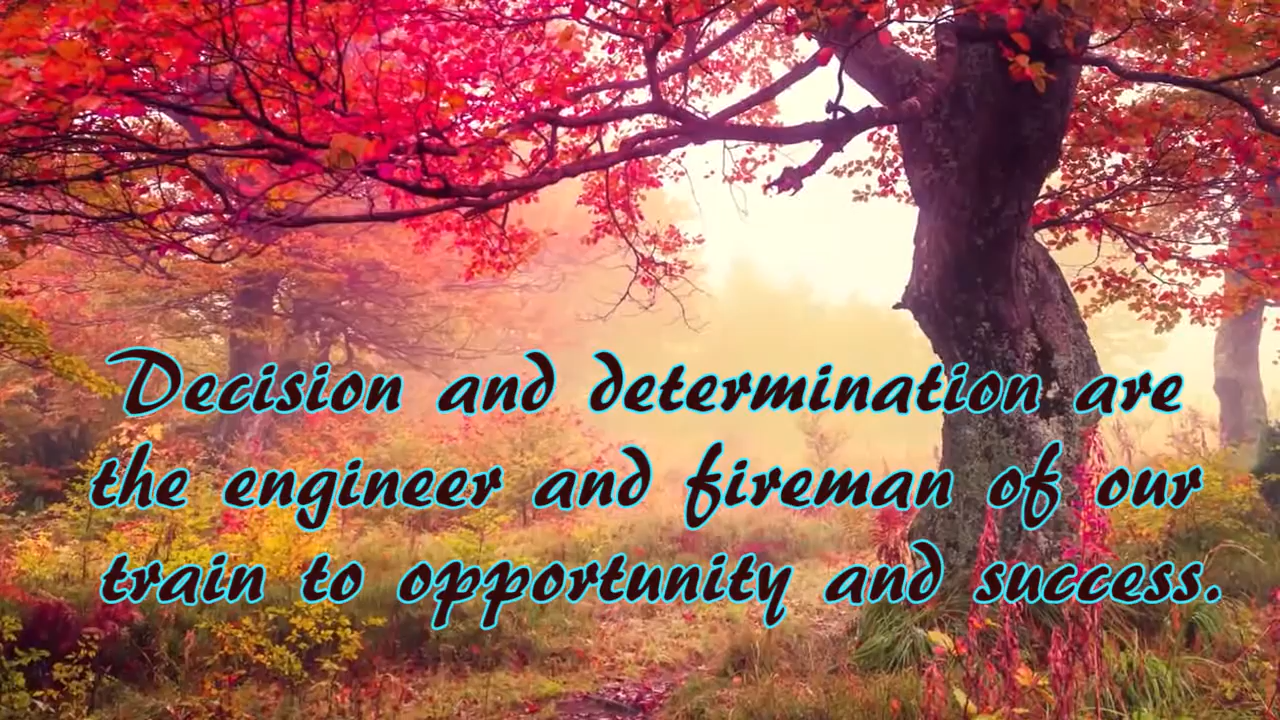 Decision and determination are
the engineer and fireman of our
train to opportunity and success.